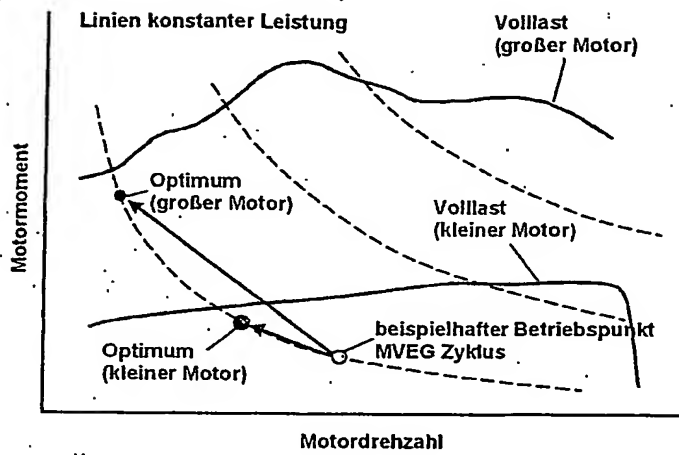 Linien konstanter Leistung
Volllast
(großer Motor)
Optimum
(großer Motor)
Volllast
(kleiner Motor)
beispielhafter Betriebspunkt
MVEG Zyklus
Optimum
(kleiner Motor)
Motormoment
Motordrehzahl